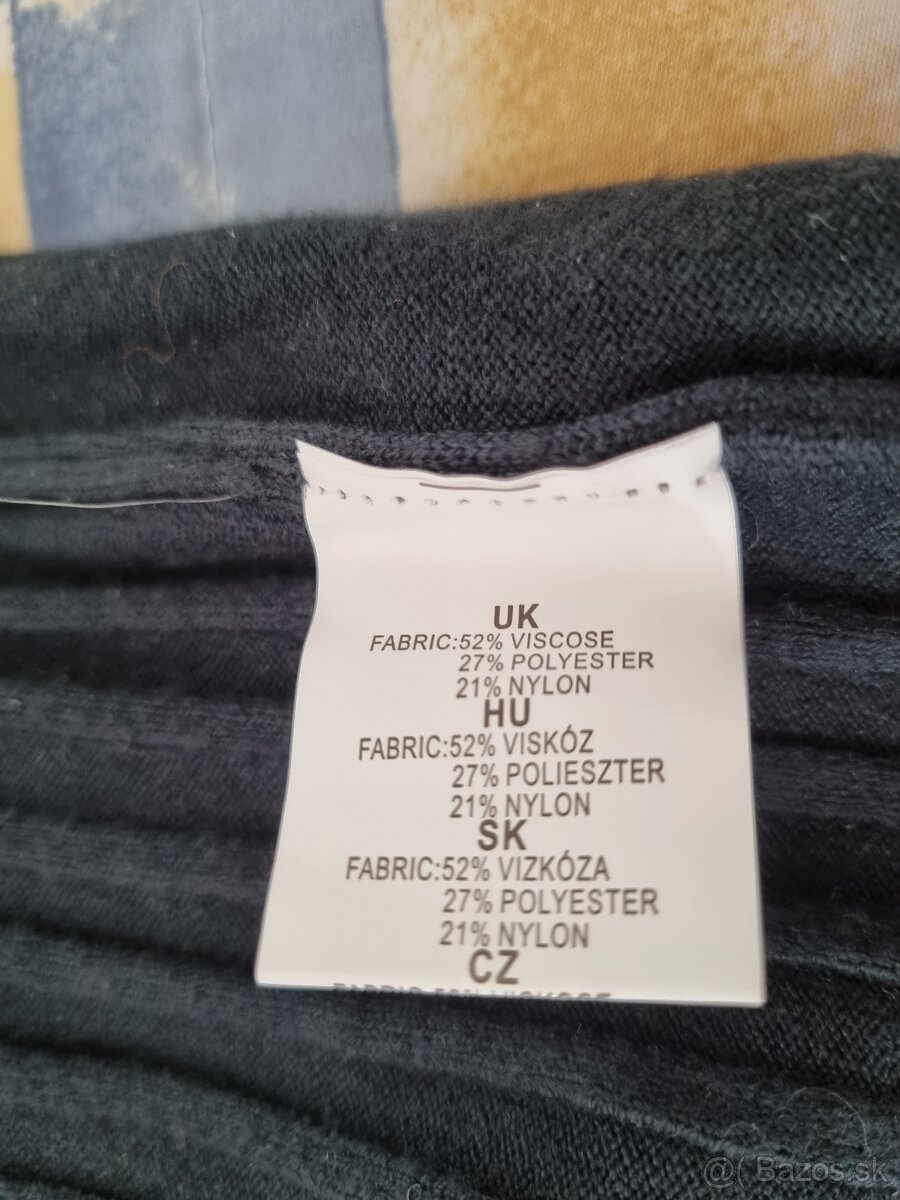 UK
FABRIC:52% VISCOSE
27% POLYESTER
21% NYLON
HU
FABRIC:52% VISKÓZ
27% POLIESZTER
21% NYLON
SK
FABRIC:52% VIZKÓZA
27% POLYESTER
21% NYLON
CZ
@( Bazos.sk